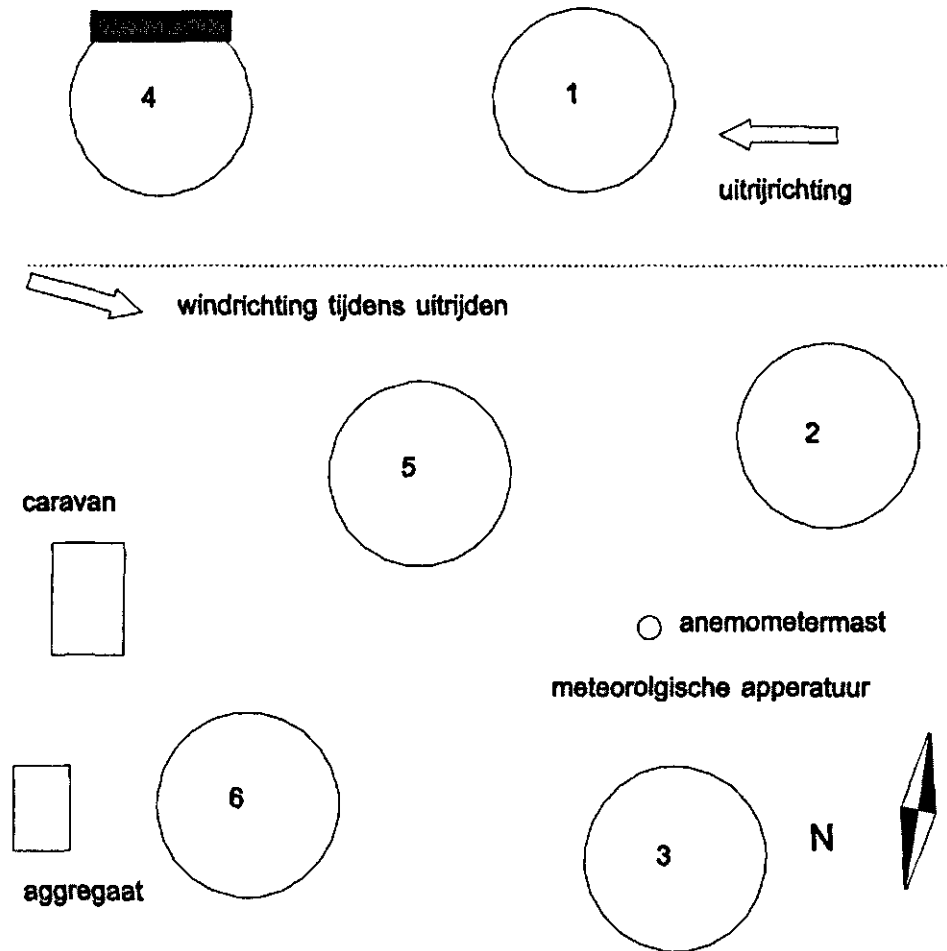 4
1
uitrijrichting
windrichting tijdens uitrijden
2
5
caravan
anemometermast
meteorolgische apperatuur
6
3
N
aggregaat